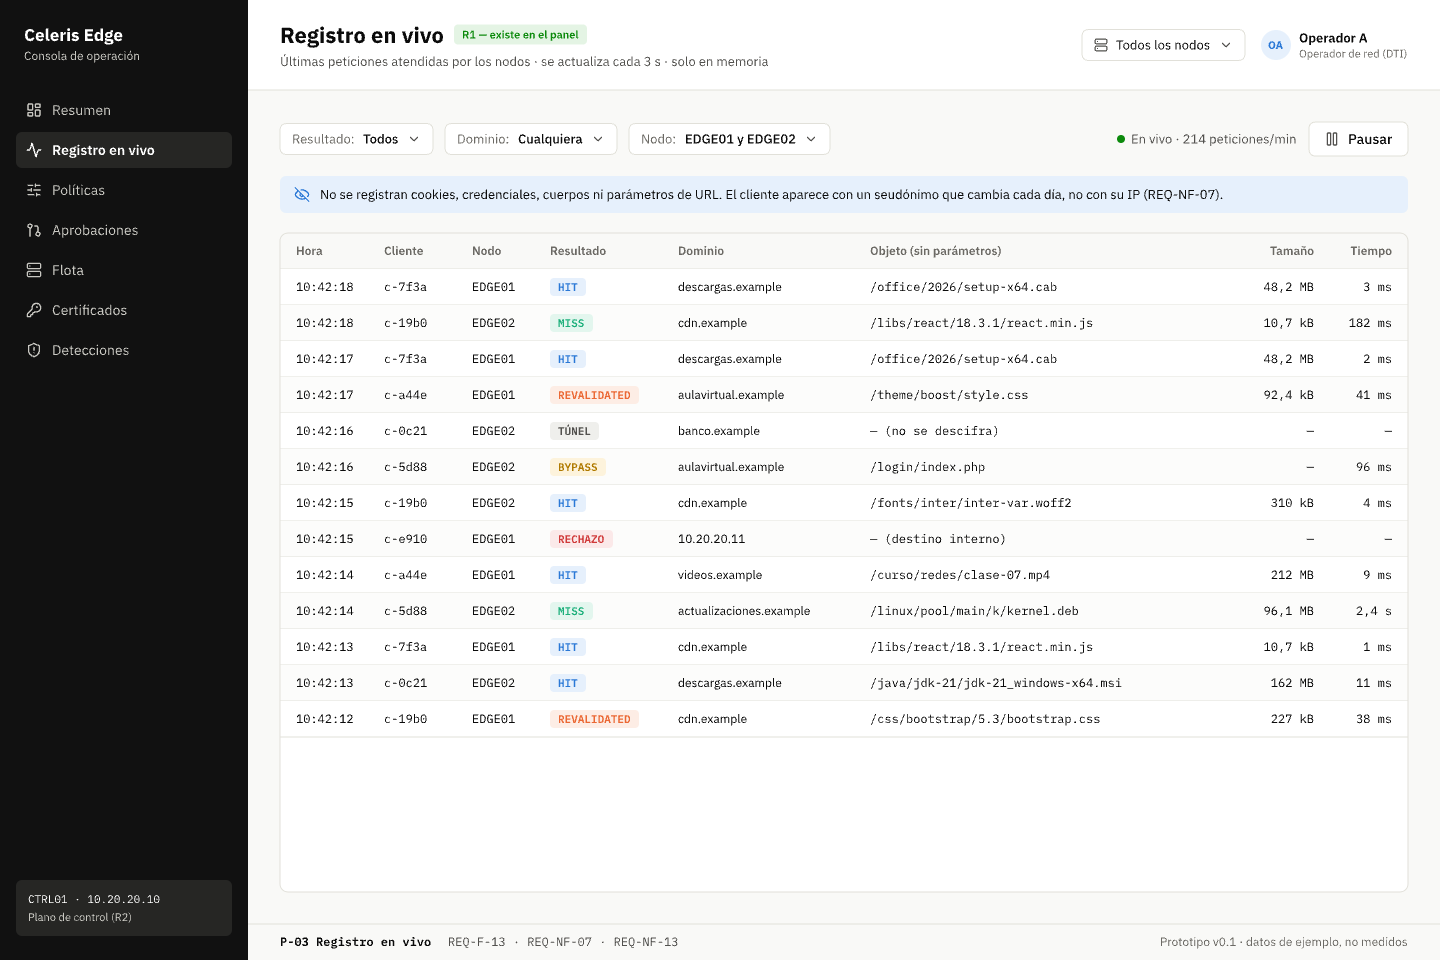 Celeris Edge
Consola de operación
Resumen
Registro en vivo
Políticas
Aprobaciones
Flota
Certificados
Detecciones
CTRL01 · 10.20.20.10
Plano de control (R2)
Registro en vivo R1 — existe en el panel
Últimas peticiones atendidas por los nodos · se actualiza cada 3 s · solo en memoria
Todos los nodos
OA
Operador A
Operador de red (DTI)
Resultado: Todos
Dominio: Cualquiera
Nodo: EDGE01 y EDGE02
En vivo · 214 peticiones/min
Pausar
No se registran cookies, credenciales, cuerpos ni parámetros de URL. El cliente aparece con un seudónimo que cambia cada día, no con su IP (REQ-NF-07).
Hora Cliente Nodo Resultado Dominio Objeto (sin parámetros) Tamaño Tiempo
10:42:18 c-7f3a EDGE01 HIT descargas.example /office/2026/setup-x64.cab 48,2 MB 3 ms
10:42:18 c-19b0 EDGE02 MISS cdn.example /libs/react/18.3.1/react.min.js 10,7 kB 182 ms
10:42:17 c-7f3a EDGE01 HIT descargas.example /office/2026/setup-x64.cab 48,2 MB 2 ms
10:42:17 c-a44e EDGE01 REVALIDATED aulavirtual.example /theme/boost/style.css 92,4 kB 41 ms
10:42:16 c-0c21 EDGE02 TÚNEL banco.example — (no se descifra) — —
10:42:16 c-5d88 EDGE02 BYPASS aulavirtual.example /login/index.php — 96 ms
10:42:15 c-19b0 EDGE02 HIT cdn.example /fonts/inter/inter-var.woff2 310 kB 4 ms
10:42:15 c-e910 EDGE01 RECHAZO 10.20.20.11 — (destino interno) — —
10:42:14 c-a44e EDGE01 HIT videos.example /curso/redes/clase-07.mp4 212 MB 9 ms
10:42:14 c-5d88 EDGE02 MISS actualizaciones.example /linux/pool/main/k/kernel.deb 96,1 MB 2,4 s
10:42:13 c-7f3a EDGE01 HIT cdn.example /libs/react/18.3.1/react.min.js 10,7 kB 1 ms
10:42:13 c-0c21 EDGE02 HIT descargas.example /java/jdk-21/jdk-21_windows-x64.msi 162 MB 11 ms
10:42:12 c-19b0 EDGE01 REVALIDATED cdn.example /css/bootstrap/5.3/bootstrap.css 227 kB 38 ms
P-03 Registro en vivo REQ-F-13 · REQ-NF-07 · REQ-NF-13
Prototipo v0.1 · datos de ejemplo, no medidos